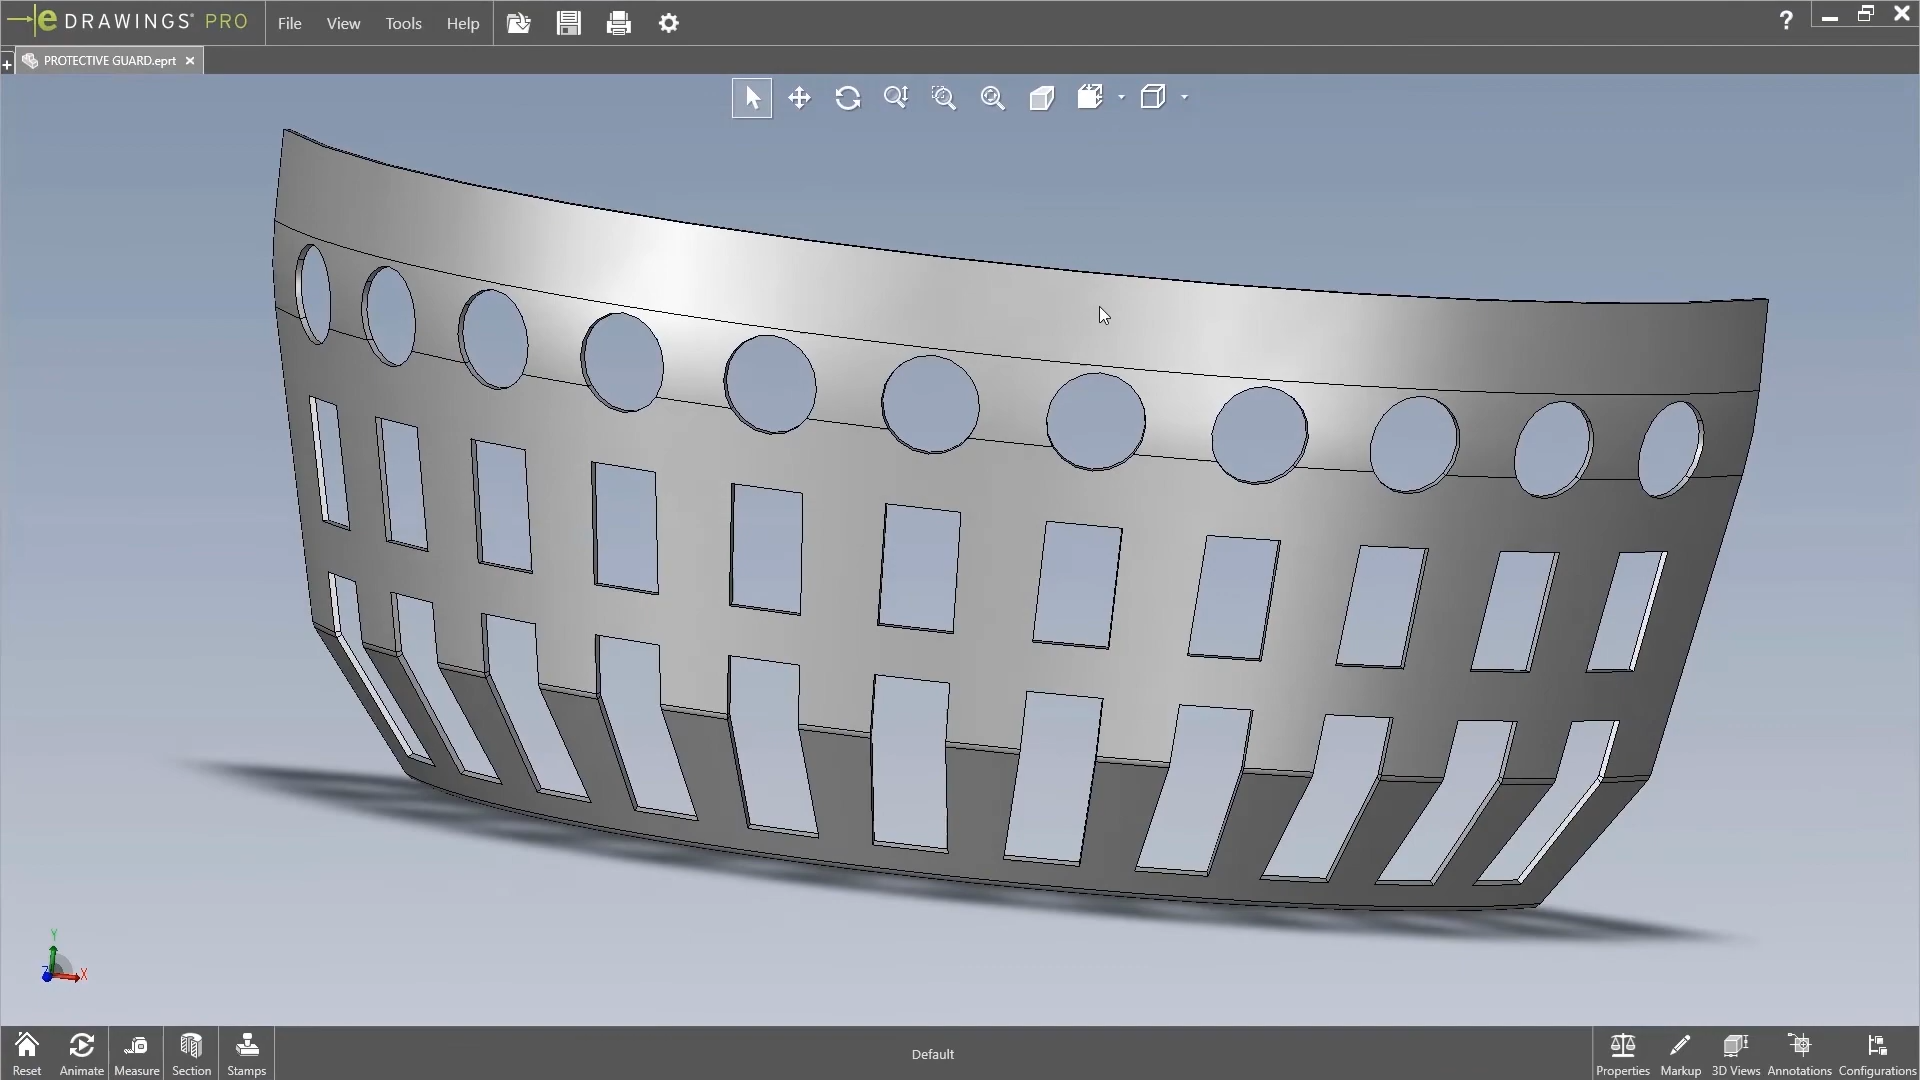 eDRAWINGS® PRO
File View Tools Help
?
PROTECTIVE GUARD.eprt
Y
Z
X
Reset Animate Measure Section Stamps
Default
Properties Markup 3D Views Annotations Configurations